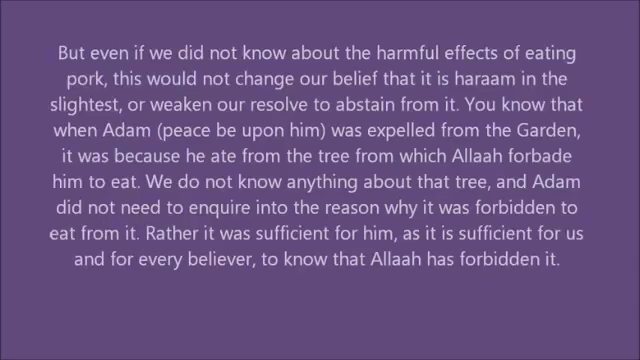 But even if we did not know about the harmful effects of eating
pork, this would not change our belief that it is haraam in the
slightest, or weaken our resolve to abstain from it. You know that
when Adam (peace be upon him) was expelled from the Garden,
it was because he ate from the tree from which Allaah forbade
him to eat. We do not know anything about that tree, and Adam
did not need to enquire into the reason why it was forbidden to
eat from it. Rather it was sufficient for him, as it is sufficient for us
and for every believer, to know that Allaah has forbidden it.